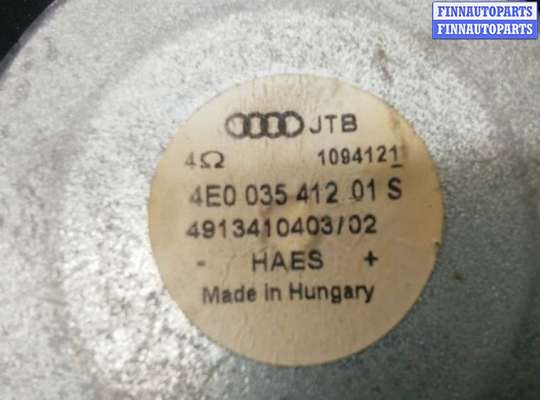 FINNAUTOPARTS
FINNAUTOPARTS
JTB
4Ω 1094121
4E0 035 412 01 S
4913410403/02
- HAES +
Made in Hungary